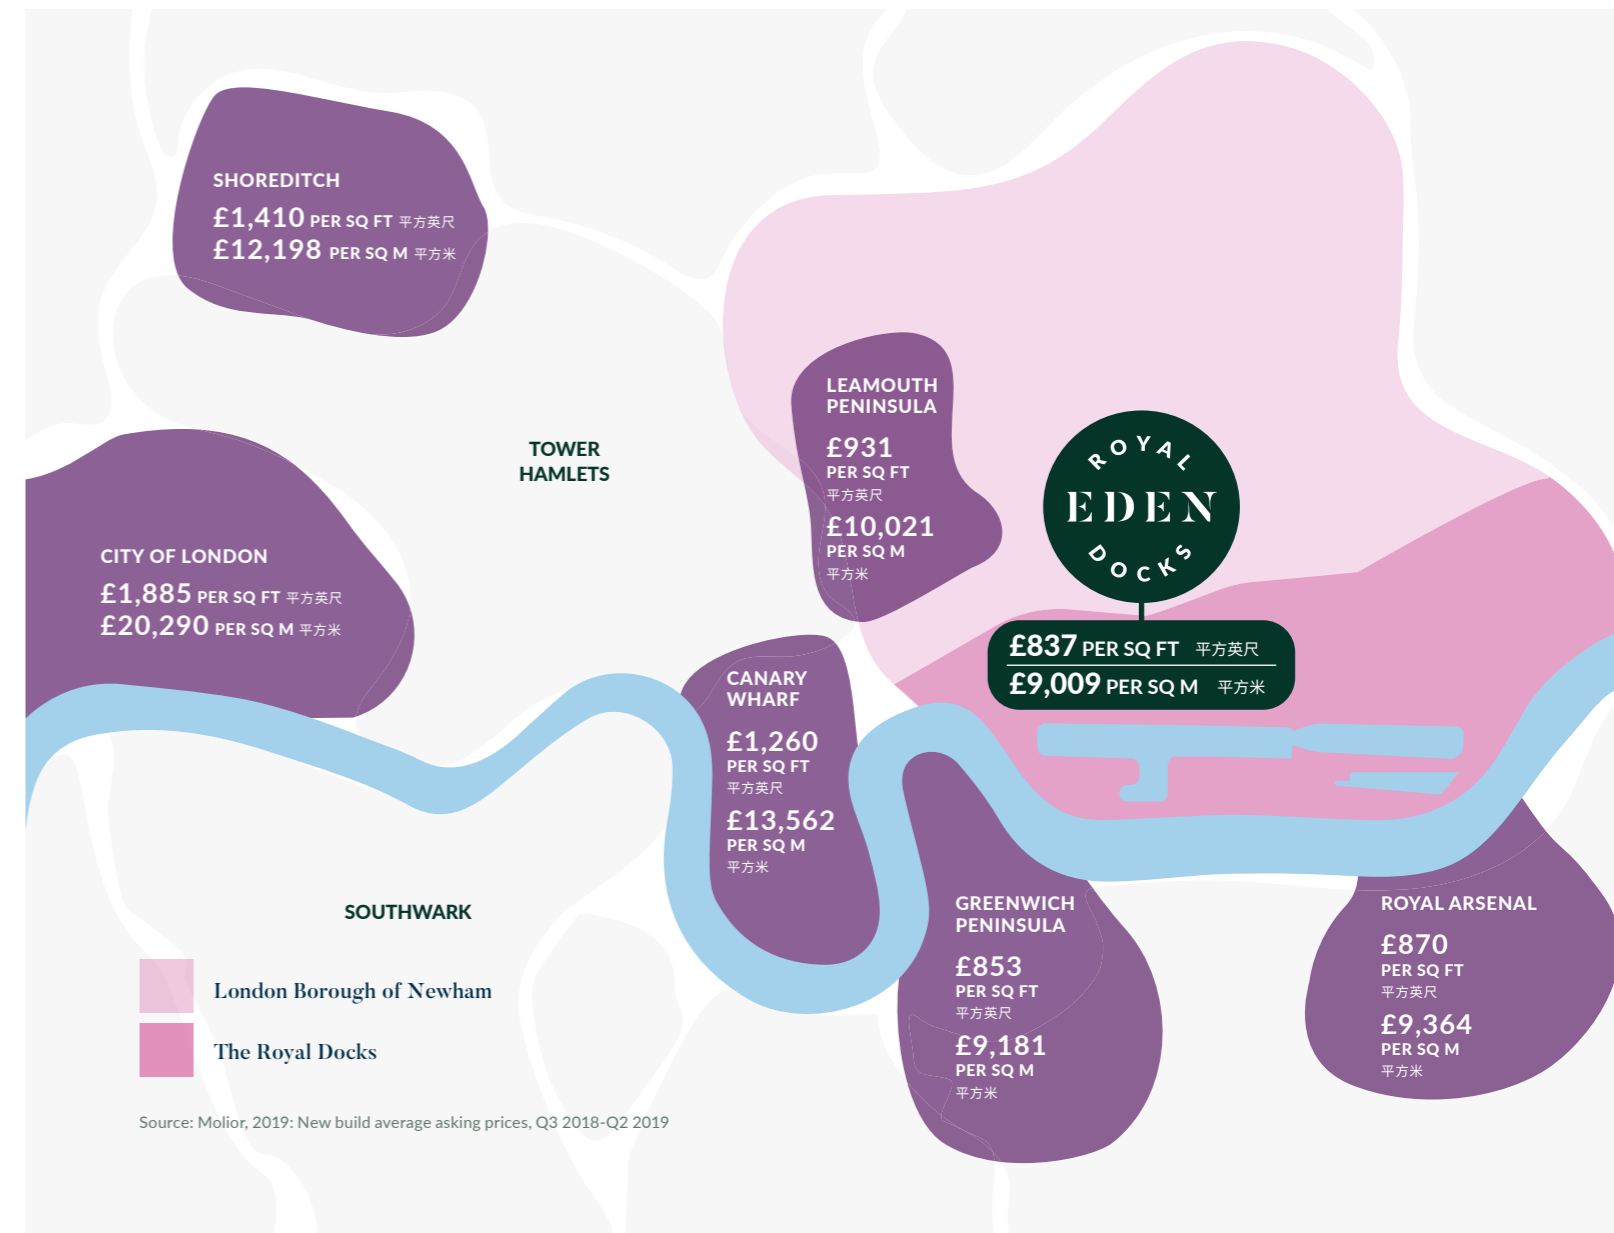 SHOREDITCH
£1,410 PER SQ FT 平方英尺
£12,198 PER SQ M 平方米
LEAMOUTH
PENINSULA
£931
PER SQ FT
平方英尺
£10,021
PER SQ M
平方米
TOWER
HAMLETS
ROYAL
EDEN
DOCKS
£837 PER SQ FT 平方英尺
£9,009 PER SQ M 平方米
CITY OF LONDON
£1,885 PER SQ FT 平方英尺
£20,290 PER SQ M 平方米
CANARY
WHARF
£1,260
PER SQ FT
平方英尺
£13,562
PER SQ M
平方米
GREENWICH
PENINSULA
£853
PER SQ FT
平方英尺
£9,181
PER SQ M
平方米
ROYAL ARSENAL
£870
PER SQ FT
平方英尺
£9,364
PER SQ M
平方米
SOUTHWARK
London Borough of Newham
The Royal Docks
Source: Molior, 2019: New build average asking prices, Q3 2018-Q2 2019